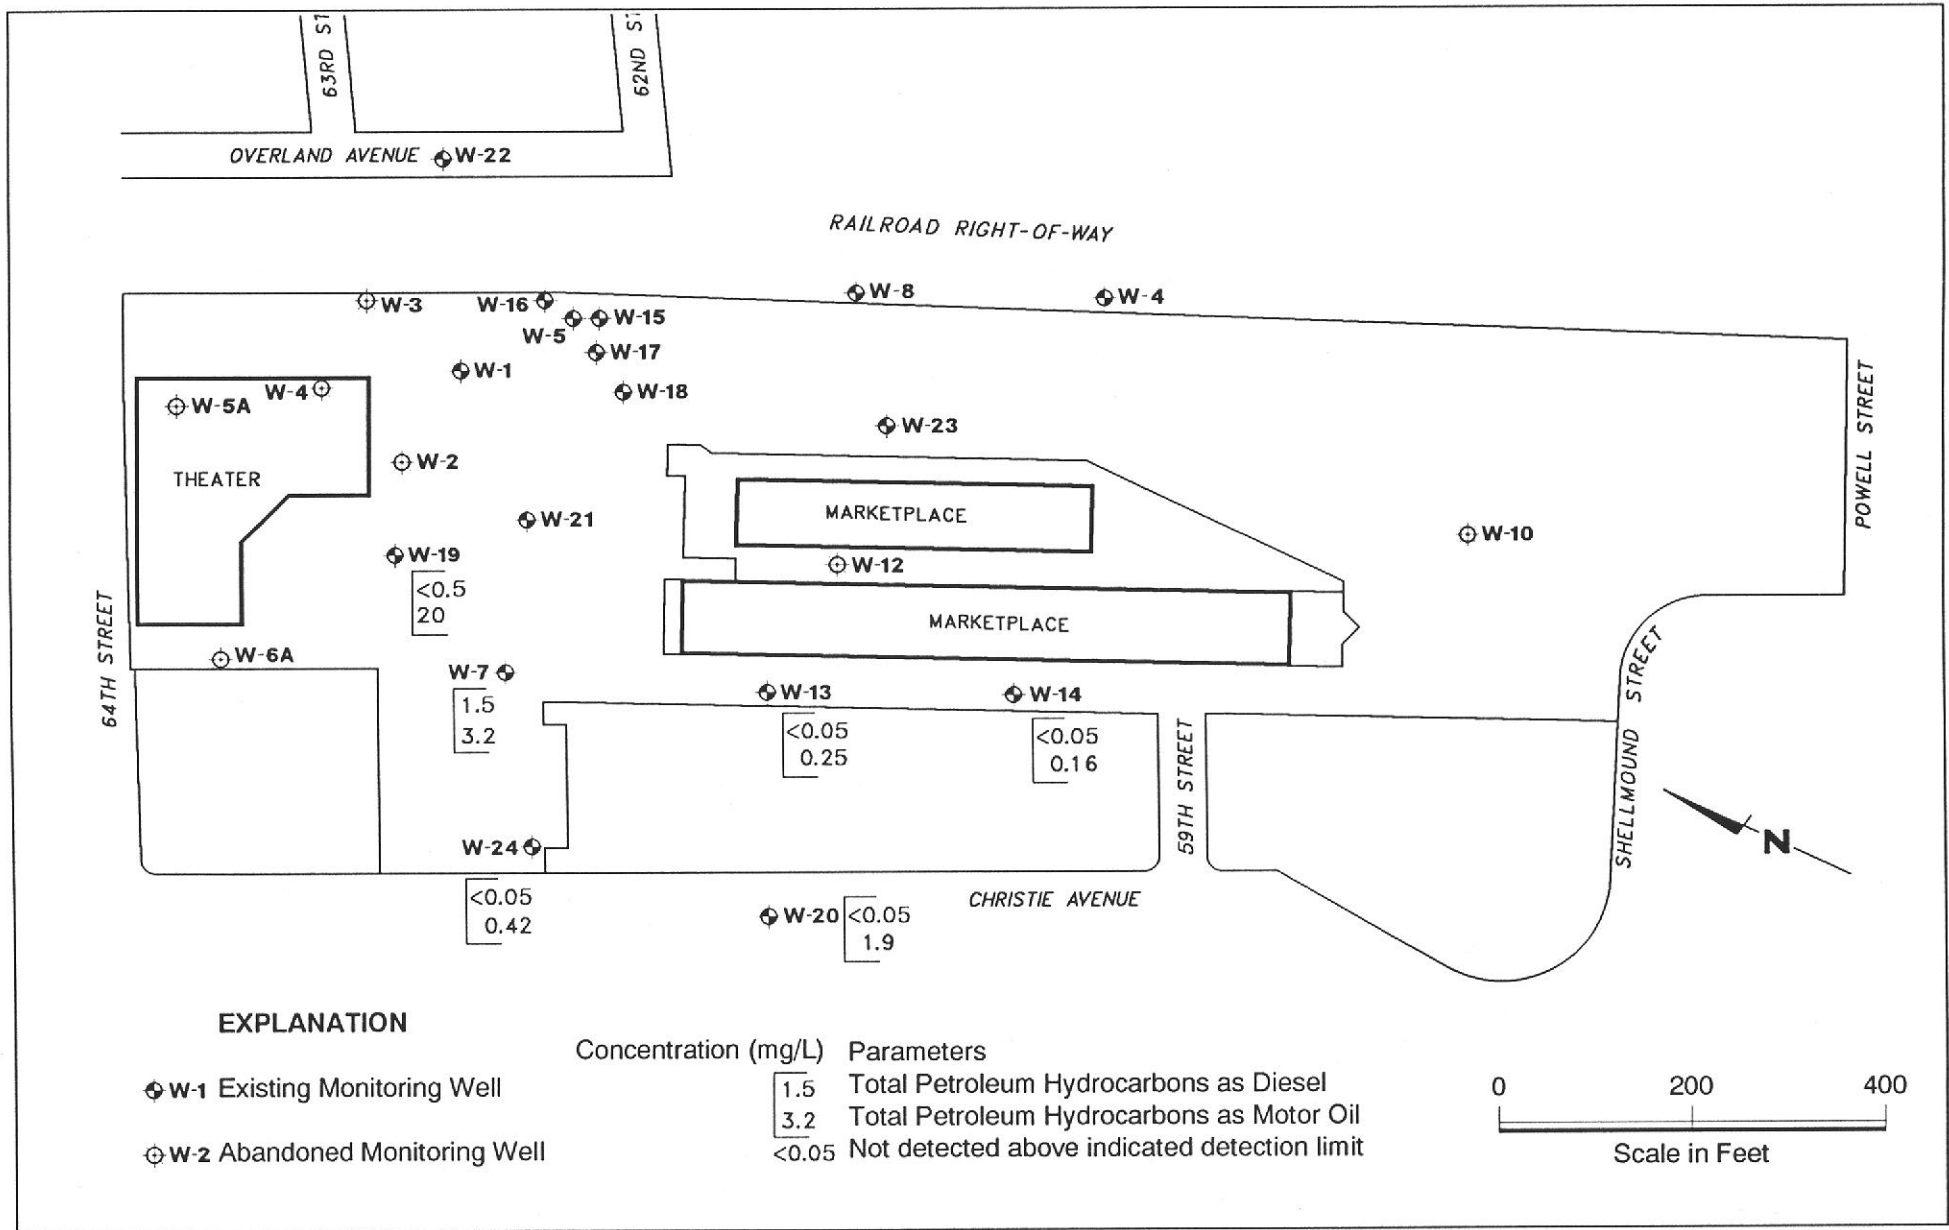 63RD ST
62ND ST
OVERLAND AVENUE
W-22
RAILROAD RIGHT-OF-WAY
W-3
W-16
W-8
W-4
W-5
W-15
W-17
W-1
W-18
W-4
W-5A
W-23
W-2
THEATER
W-21
MARKETPLACE
W-10
POWELL STREET
W-19
<0.5
20
W-12
MARKETPLACE
64TH STREET
W-6A
W-7
1.5
3.2
W-13
<0.05
0.25
W-14
<0.05
0.16
59TH STREET
SHELLMOUND STREET
N
W-24
<0.05
0.42
W-20
<0.05
1.9
CHRISTIE AVENUE
EXPLANATION
W-1 Existing Monitoring Well
W-2 Abandoned Monitoring Well
Concentration (mg/L) Parameters
1.5 Total Petroleum Hydrocarbons as Diesel
3.2 Total Petroleum Hydrocarbons as Motor Oil
<0.05 Not detected above indicated detection limit
0 200 400
Scale in Feet